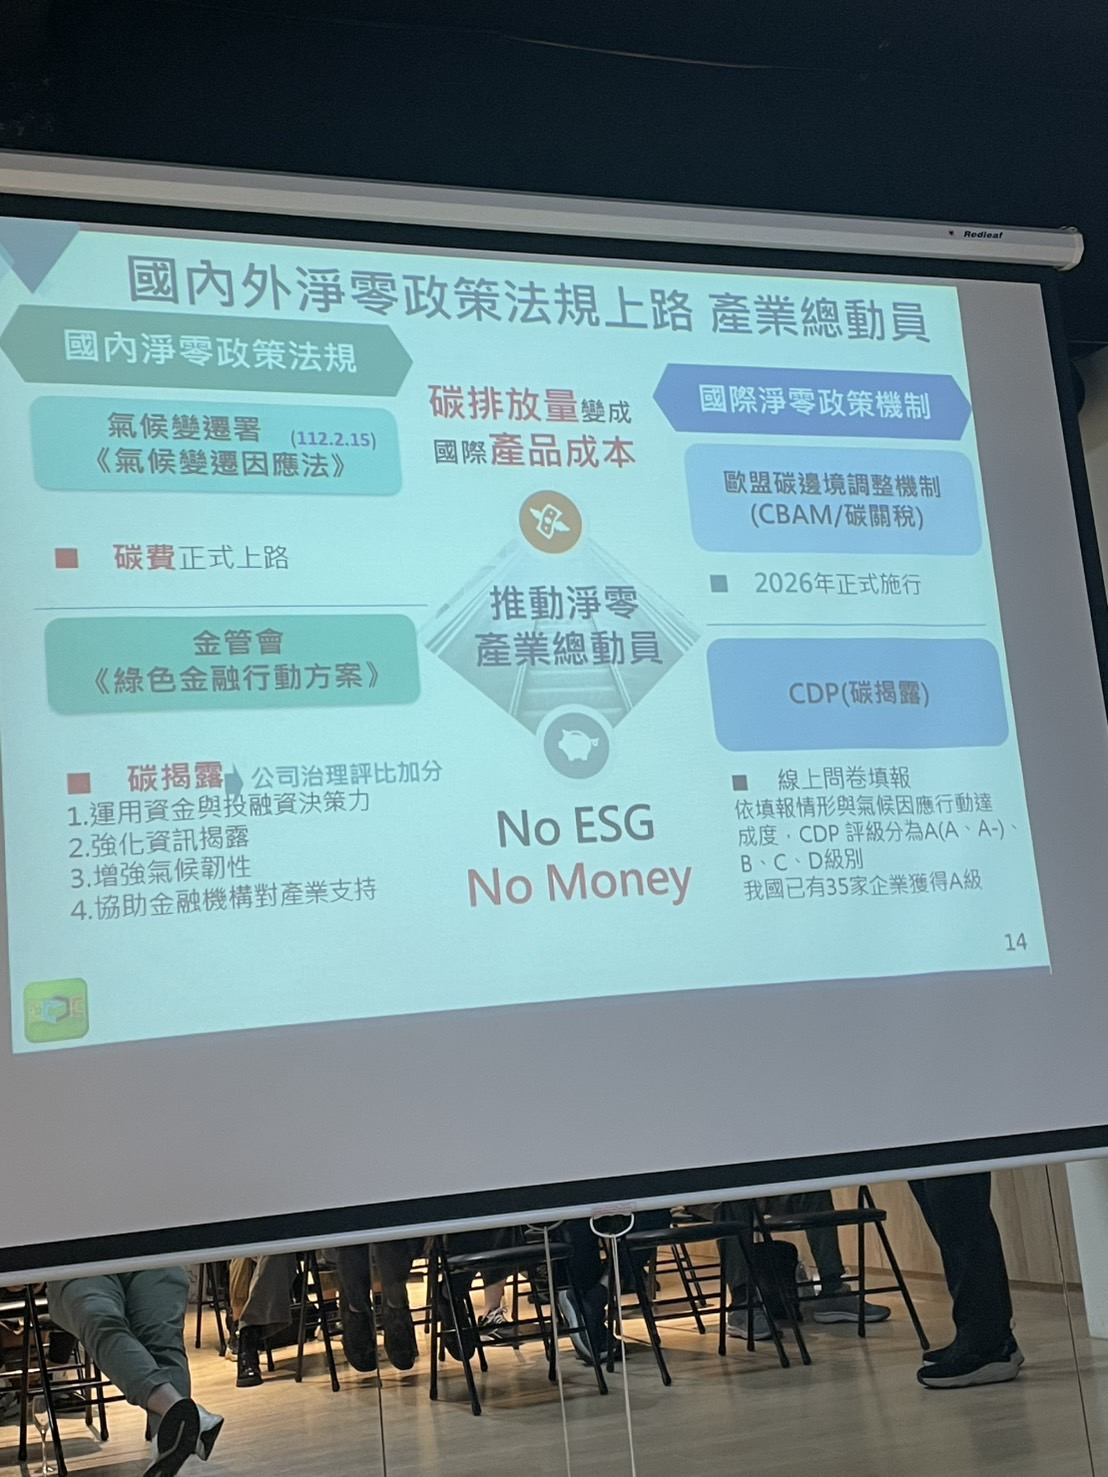 Redleaf
國內外淨零政策法規上路 產業總動員
國內淨零政策法規
氣候變遷署 (112.2.15)
《氣候變遷因應法》
■ 碳費正式上路
金管會
《綠色金融行動方案》
■ 碳揭露 公司治理評比加分
1.運用資金與投融資決策力
2.強化資訊揭露
3.增強氣候韌性
4.協助金融機構對產業支持
碳排放量變成
國際產品成本
推動淨零
產業總動員
No ESG
No Money
國際淨零政策機制
歐盟碳邊境調整機制
(CBAM/碳關稅)
■ 2026年正式施行
CDP(碳揭露)
■ 線上問卷填報
依填報情形與氣候因應行動達
成度，CDP 評級分為A(A、A-)、
B、C、D級別
我國已有35家企業獲得A級
14